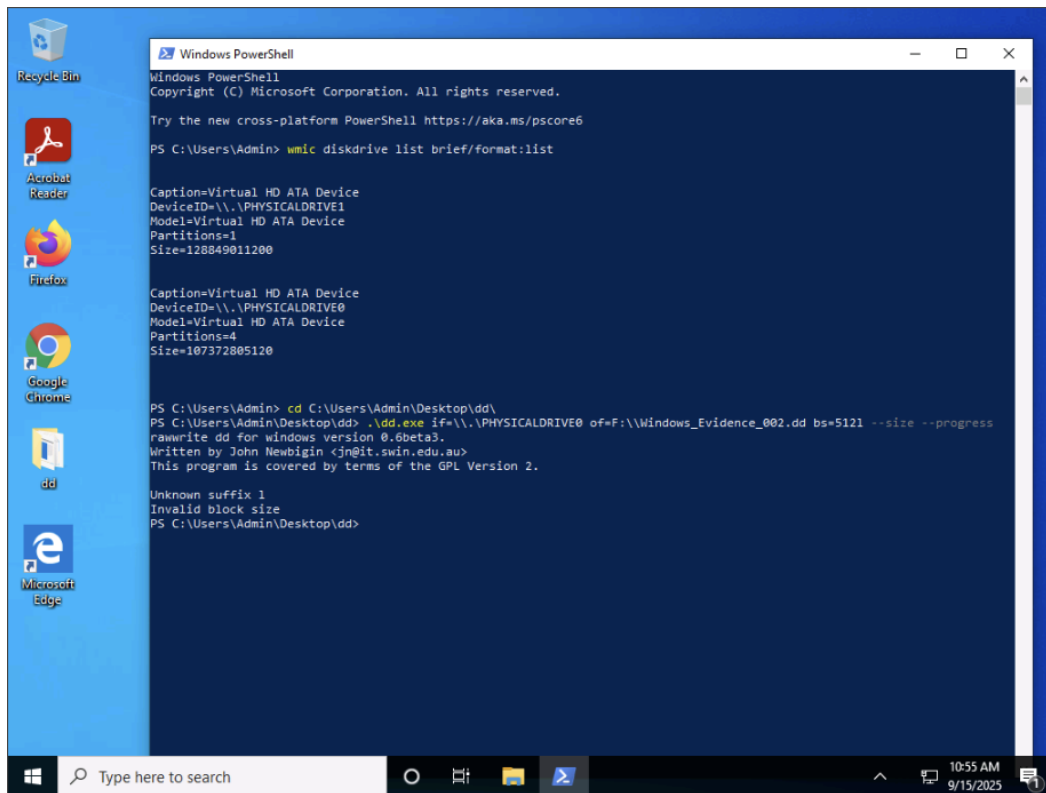 Recycle Bin
Acrobat
Reader
Firefox
Google
Chrome
dd
Microsoft
Edge
Windows PowerShell
Windows PowerShell
Copyright (C) Microsoft Corporation. All rights reserved.
Try the new cross-platform PowerShell https://aka.ms/pscore6
PS C:\Users\Admin> wmic diskdrive list brief/format:list
Caption=Virtual HD ATA Device
DeviceID=\\.\PHYSICALDRIVE1
Model=Virtual HD ATA Device
Partitions=1
Size=128849011200
Caption=Virtual HD ATA Device
DeviceID=\\.\PHYSICALDRIVE0
Model=Virtual HD ATA Device
Partitions=4
Size=107372805120
PS C:\Users\Admin> cd C:\Users\Admin\Desktop\dd\
PS C:\Users\Admin\Desktop\dd> .\dd.exe if=\\.\PHYSICALDRIVE0 of=F:\\Windows_Evidence_002.dd bs=512l --size --progress
rawwrite dd for windows version 0.6beta3.
Written by John Newbigin <jn@it.swin.edu.au>
This program is covered by terms of the GPL Version 2.
Unknown suffix l
Invalid block size
PS C:\Users\Admin\Desktop\dd>
Type here to search
10:55 AM
9/15/2025
1